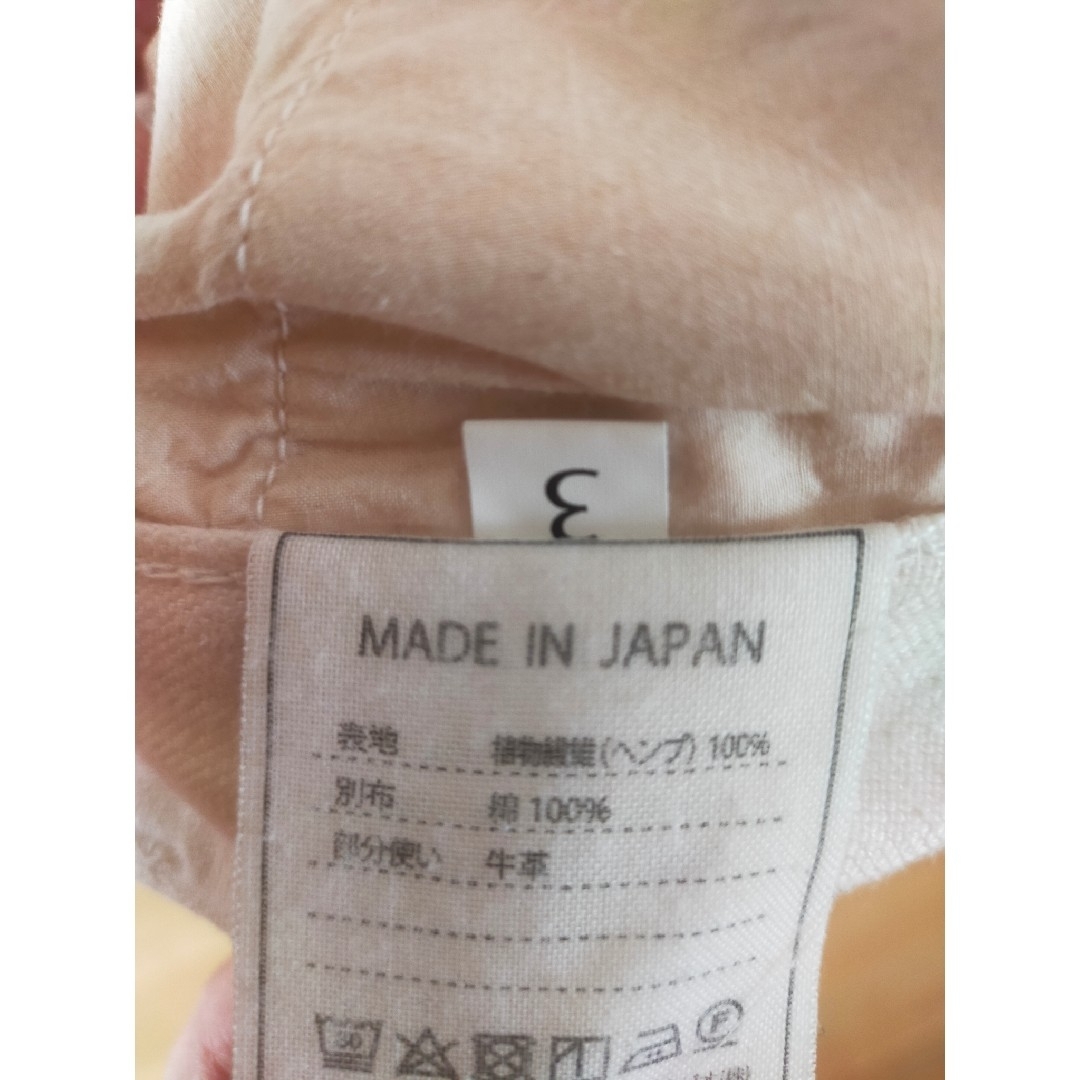 3
MADE IN JAPAN
表地 植物繊維(ヘンプ) 100%
別布 綿 100%
部分使い 牛革
30
F